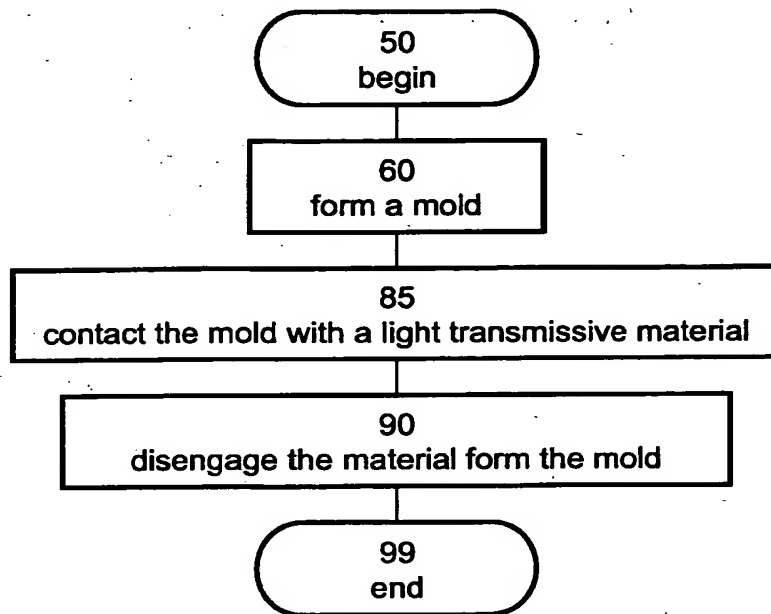 50
begin
60
form a mold
85
contact the mold with a light transmissive material
90
disengage the material form the mold
99
end